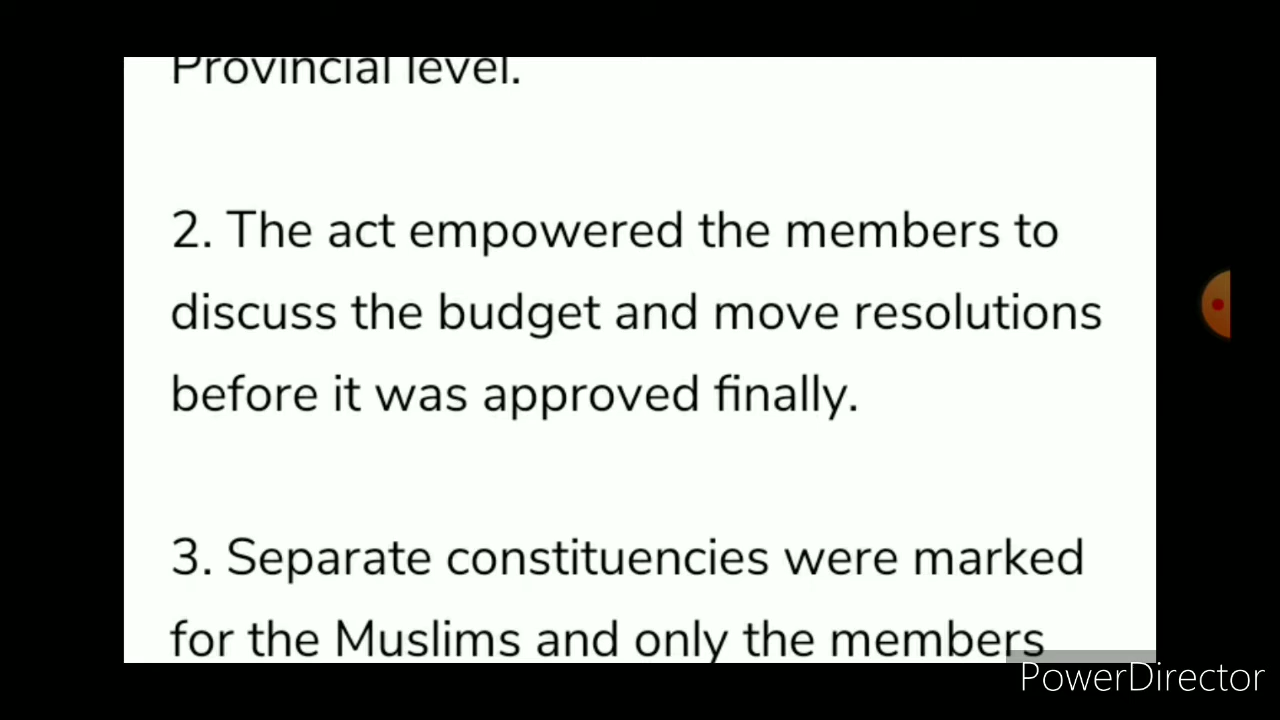 Provincial level.
2. The act empowered the members to
discuss the budget and move resolutions
before it was approved finally.
3. Separate constituencies were marked
for the Muslims and only the members
PowerDirector